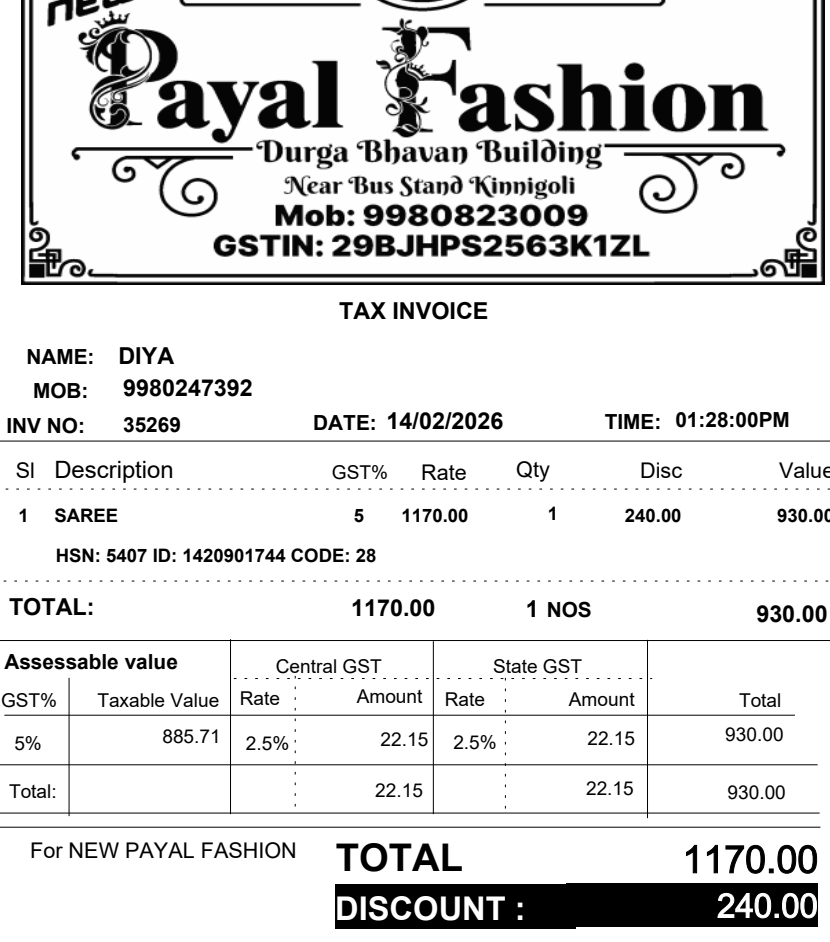 new
Payal Fashion
Durga Bhavan Building
Near Bus Stand Kinnigoli
Mob: 9980823009
GSTIN: 29BJHPS2563K1ZL
TAX INVOICE
NAME: DIYA
MOB: 9980247392
INV NO: 35269 DATE: 14/02/2026 TIME: 01:28:00PM
Sl Description GST% Rate Qty Disc Value
1 SAREE 5 1170.00 1 240.00 930.00
HSN: 5407 ID: 1420901744 CODE: 28
TOTAL: 1170.00 1 NOS 930.00
Assessable value Central GST State GST
GST% Taxable Value Rate Amount Rate Amount Total
5% 885.71 2.5% 22.15 2.5% 22.15 930.00
Total: 22.15 22.15 930.00
For NEW PAYAL FASHION TOTAL 1170.00
DISCOUNT : 240.00